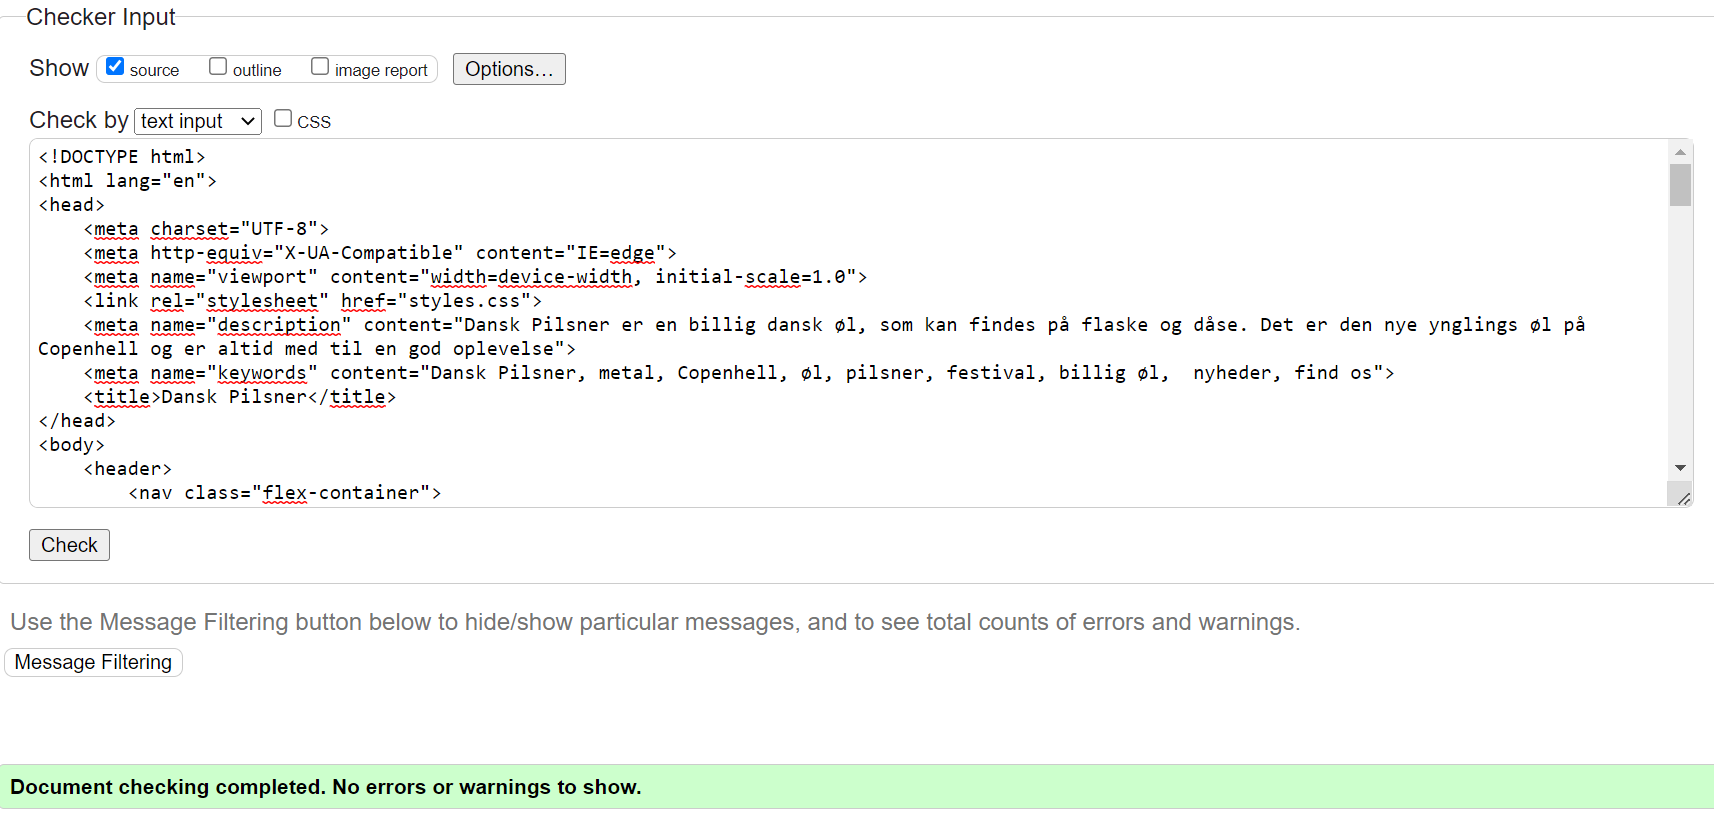 Checker Input
Show source outline image report Options...
Check by text input CSS
<!DOCTYPE html>
<html lang="en">
<head>
    <meta charset="UTF-8">
    <meta http-equiv="X-UA-Compatible" content="IE=edge">
    <meta name="viewport" content="width=device-width, initial-scale=1.0">
    <link rel="stylesheet" href="styles.css">
    <meta name="description" content="Dansk Pilsner er en billig dansk øl, som kan findes på flaske og dåse. Det er den nye ynglings øl på
Copenhell og er altid med til en god oplevelse">
    <meta name="keywords" content="Dansk Pilsner, metal, Copenhell, øl, pilsner, festival, billig øl,  nyheder, find os">
    <title>Dansk Pilsner</title>
</head>
<body>
    <header>
        <nav class="flex-container">
Check
Use the Message Filtering button below to hide/show particular messages, and to see total counts of errors and warnings.
Message Filtering
Document checking completed. No errors or warnings to show.